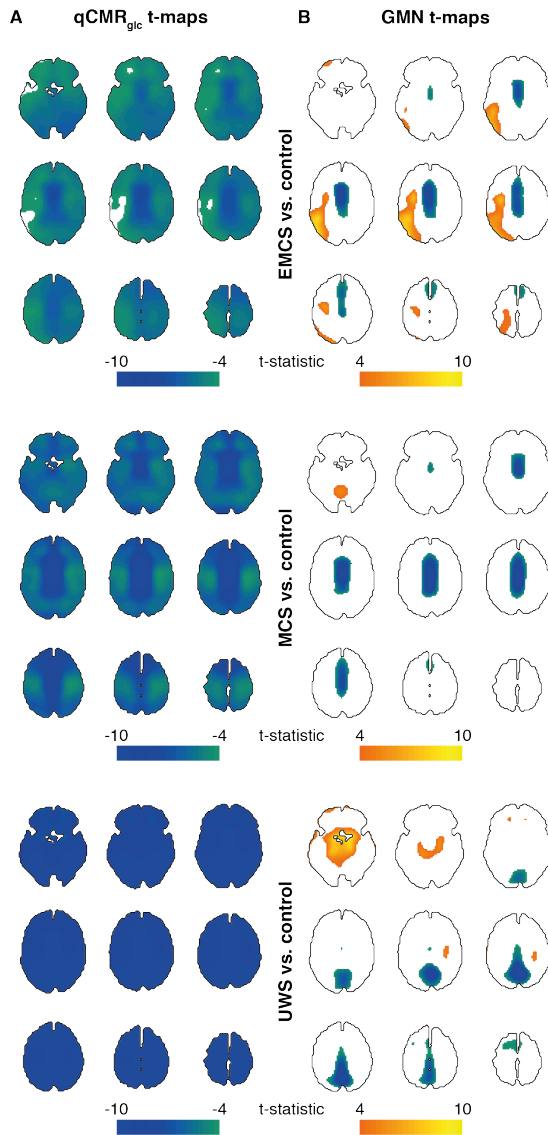 A qCMRglc t-maps
B GMN t-maps
EMCS vs. control
-10 -4 t-statistic 4 10
MCS vs. control
-10 -4 t-statistic 4 10
UWS vs. control
-10 -4 t-statistic 4 10